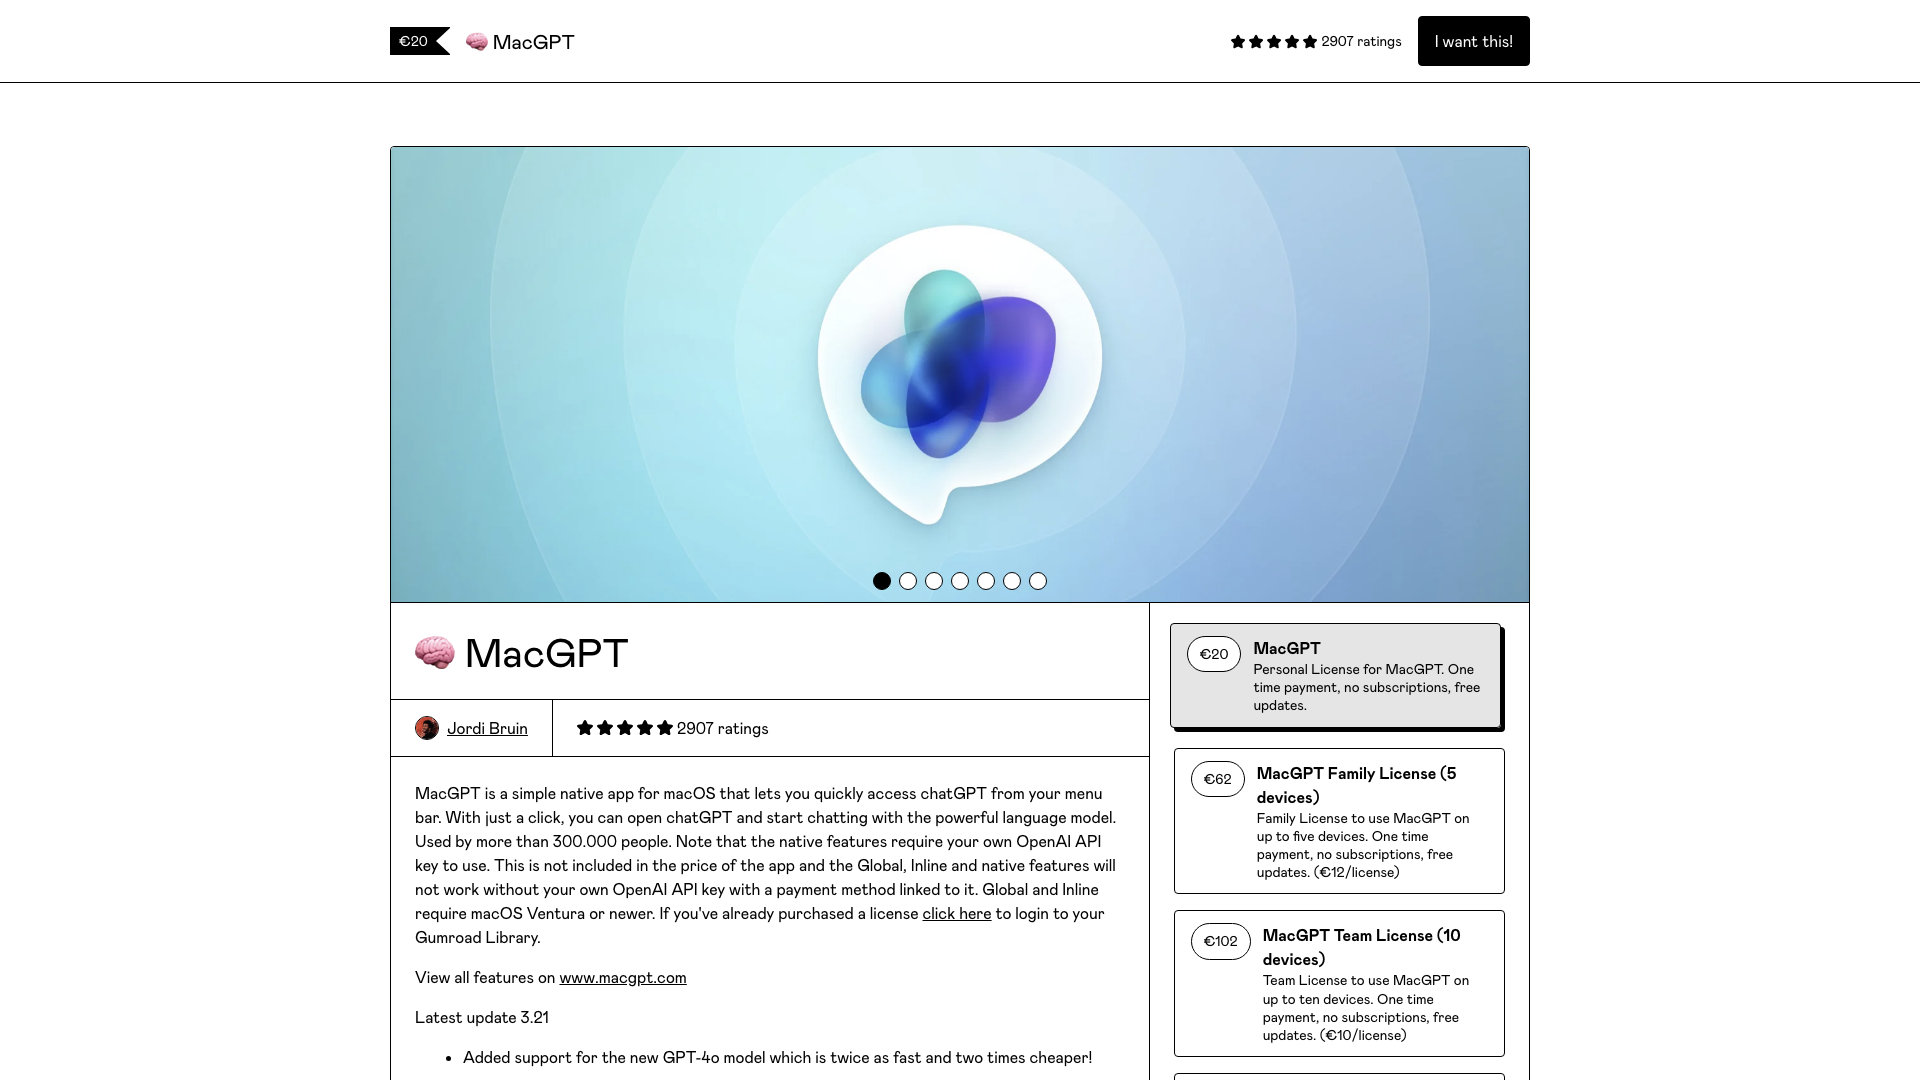 €20
MacGPT
2907 ratings
I want this!
MacGPT
Jordi Bruin
2907 ratings
MacGPT is a simple native app for macOS that lets you quickly access chatGPT from your menu
bar. With just a click, you can open chatGPT and start chatting with the powerful language model.
Used by more than 300.000 people. Note that the native features require your own OpenAI API
key to use. This is not included in the price of the app and the Global, Inline and native features will
not work without your own OpenAI API key with a payment method linked to it. Global and Inline
require macOS Ventura or newer. If you've already purchased a license click here to login to your
Gumroad Library.
View all features on www.macgpt.com
Latest update 3.21
• Added support for the new GPT-4o model which is twice as fast and two times cheaper!
€20
MacGPT
Personal License for MacGPT. One
time payment, no subscriptions, free
updates.
€62
MacGPT Family License (5
devices)
Family License to use MacGPT on
up to five devices. One time
payment, no subscriptions, free
updates. (€12/license)
€102
MacGPT Team License (10
devices)
Team License to use MacGPT on
up to ten devices. One time
payment, no subscriptions, free
updates. (€10/license)